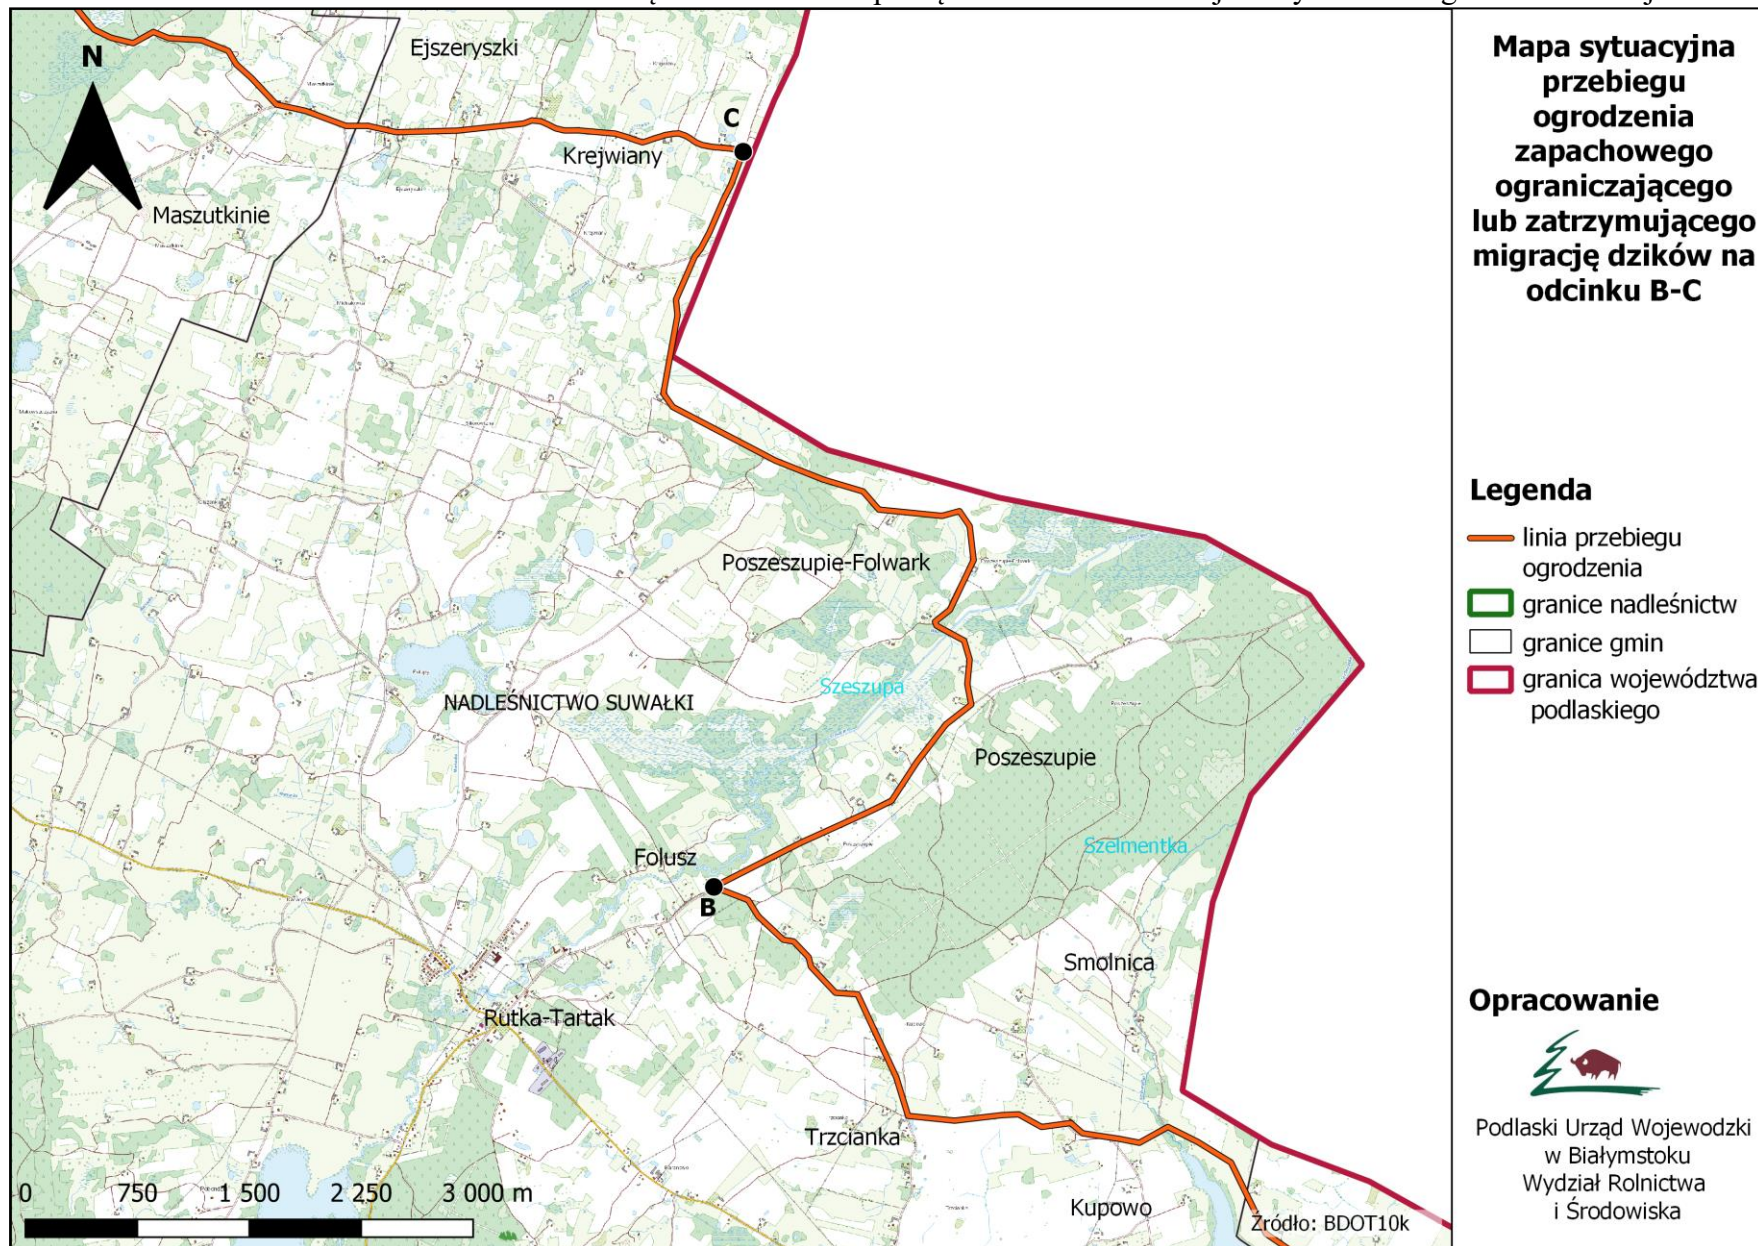 N
Ejszeryszki
C
Krejwiany
Maszutkinie
Poszeszupie-Folwark
Szeszupa
NADLEŚNICTWO SUWAŁKI
Poszeszupie
Szelmentka
Folusz
B
Smolnica
Rutka-Tartak
Trzcianka
Kupowo
0 750 1 500 2 250 3 000 m
Źródło: BDOT10k
Mapa sytuacyjna
przebiegu
ogrodzenia
zapachowego
ograniczającego
lub zatrzymującego
migrację dzików na
odcinku B-C
Legenda
linia przebiegu
ogrodzenia
granice nadleśnictw
granice gmin
granica województwa
podlaskiego
Opracowanie
Podlaski Urząd Wojewodzki
w Białymstoku
Wydział Rolnictwa
i Środowiska